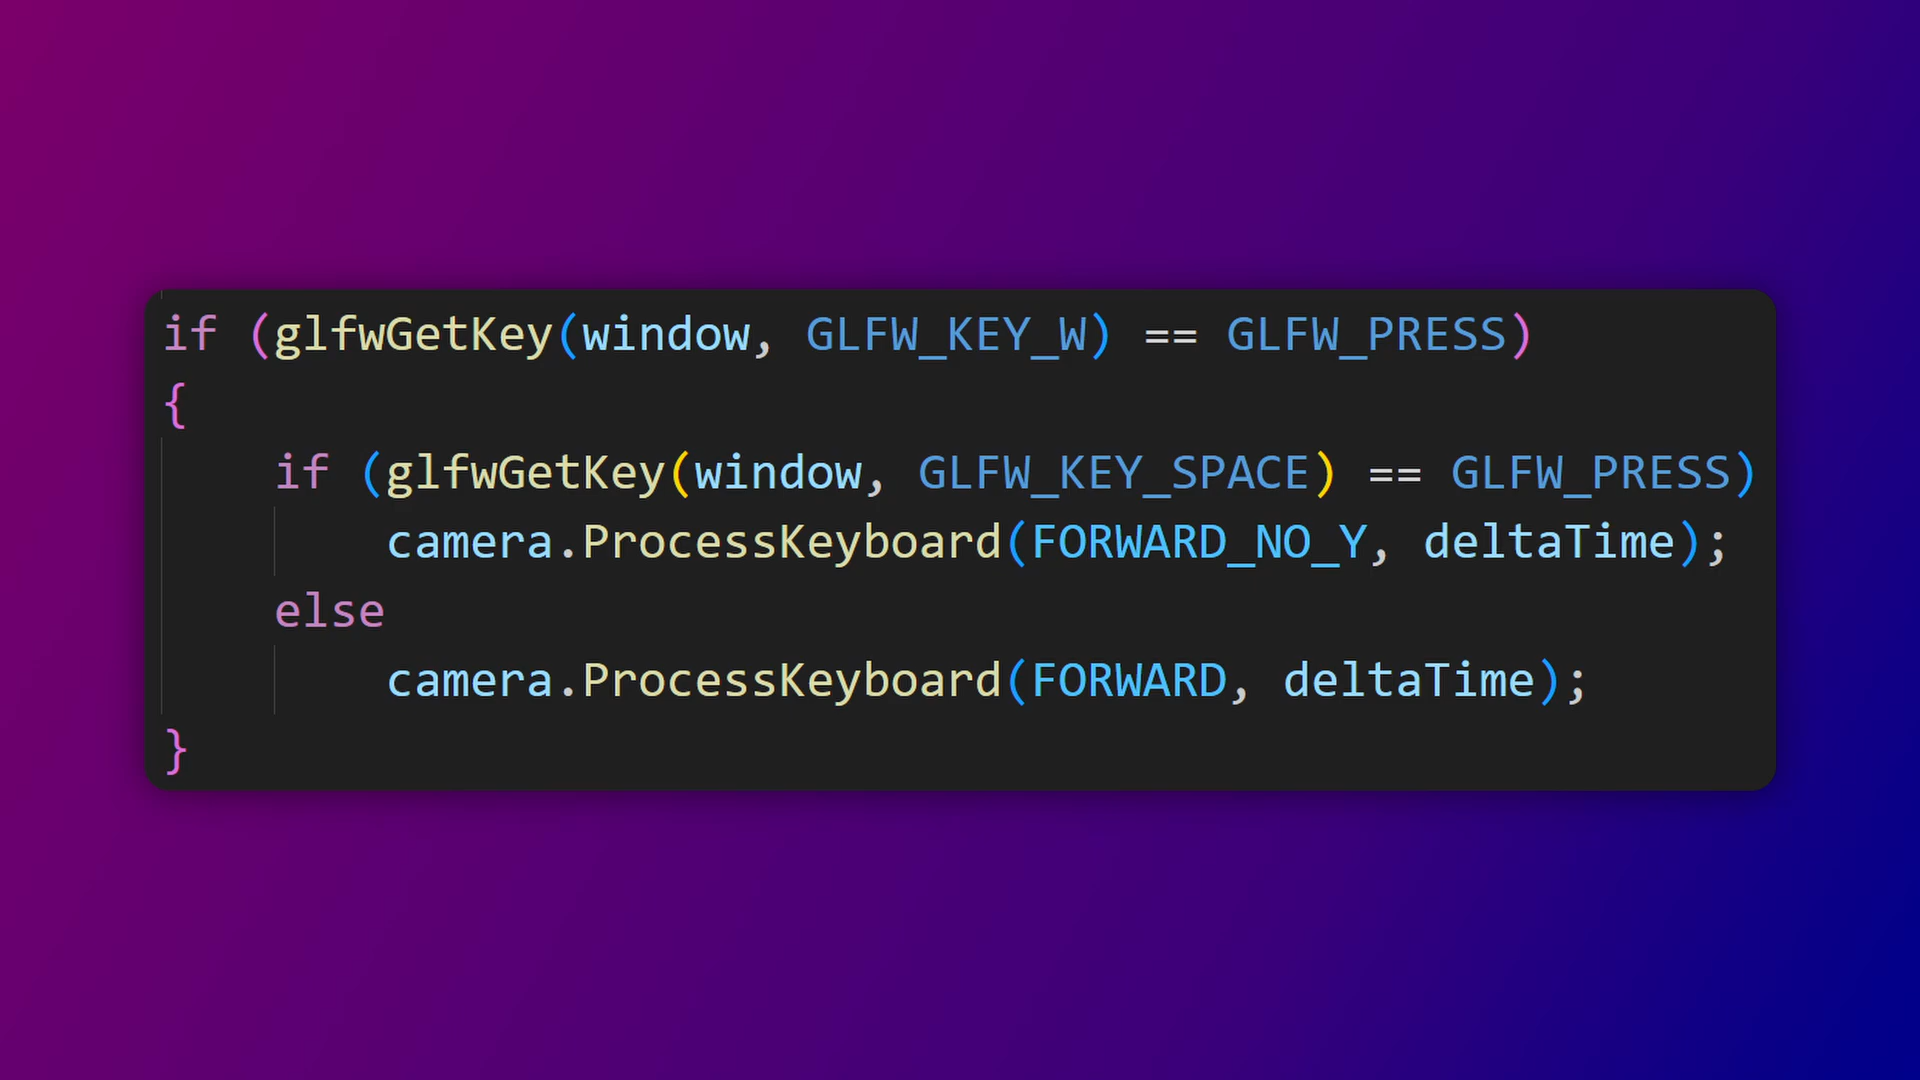 if (glfwGetKey(window, GLFW_KEY_W) == GLFW_PRESS)
{
    if (glfwGetKey(window, GLFW_KEY_SPACE) == GLFW_PRESS)
        camera.ProcessKeyboard(FORWARD_NO_Y, deltaTime);
    else
        camera.ProcessKeyboard(FORWARD, deltaTime);
}